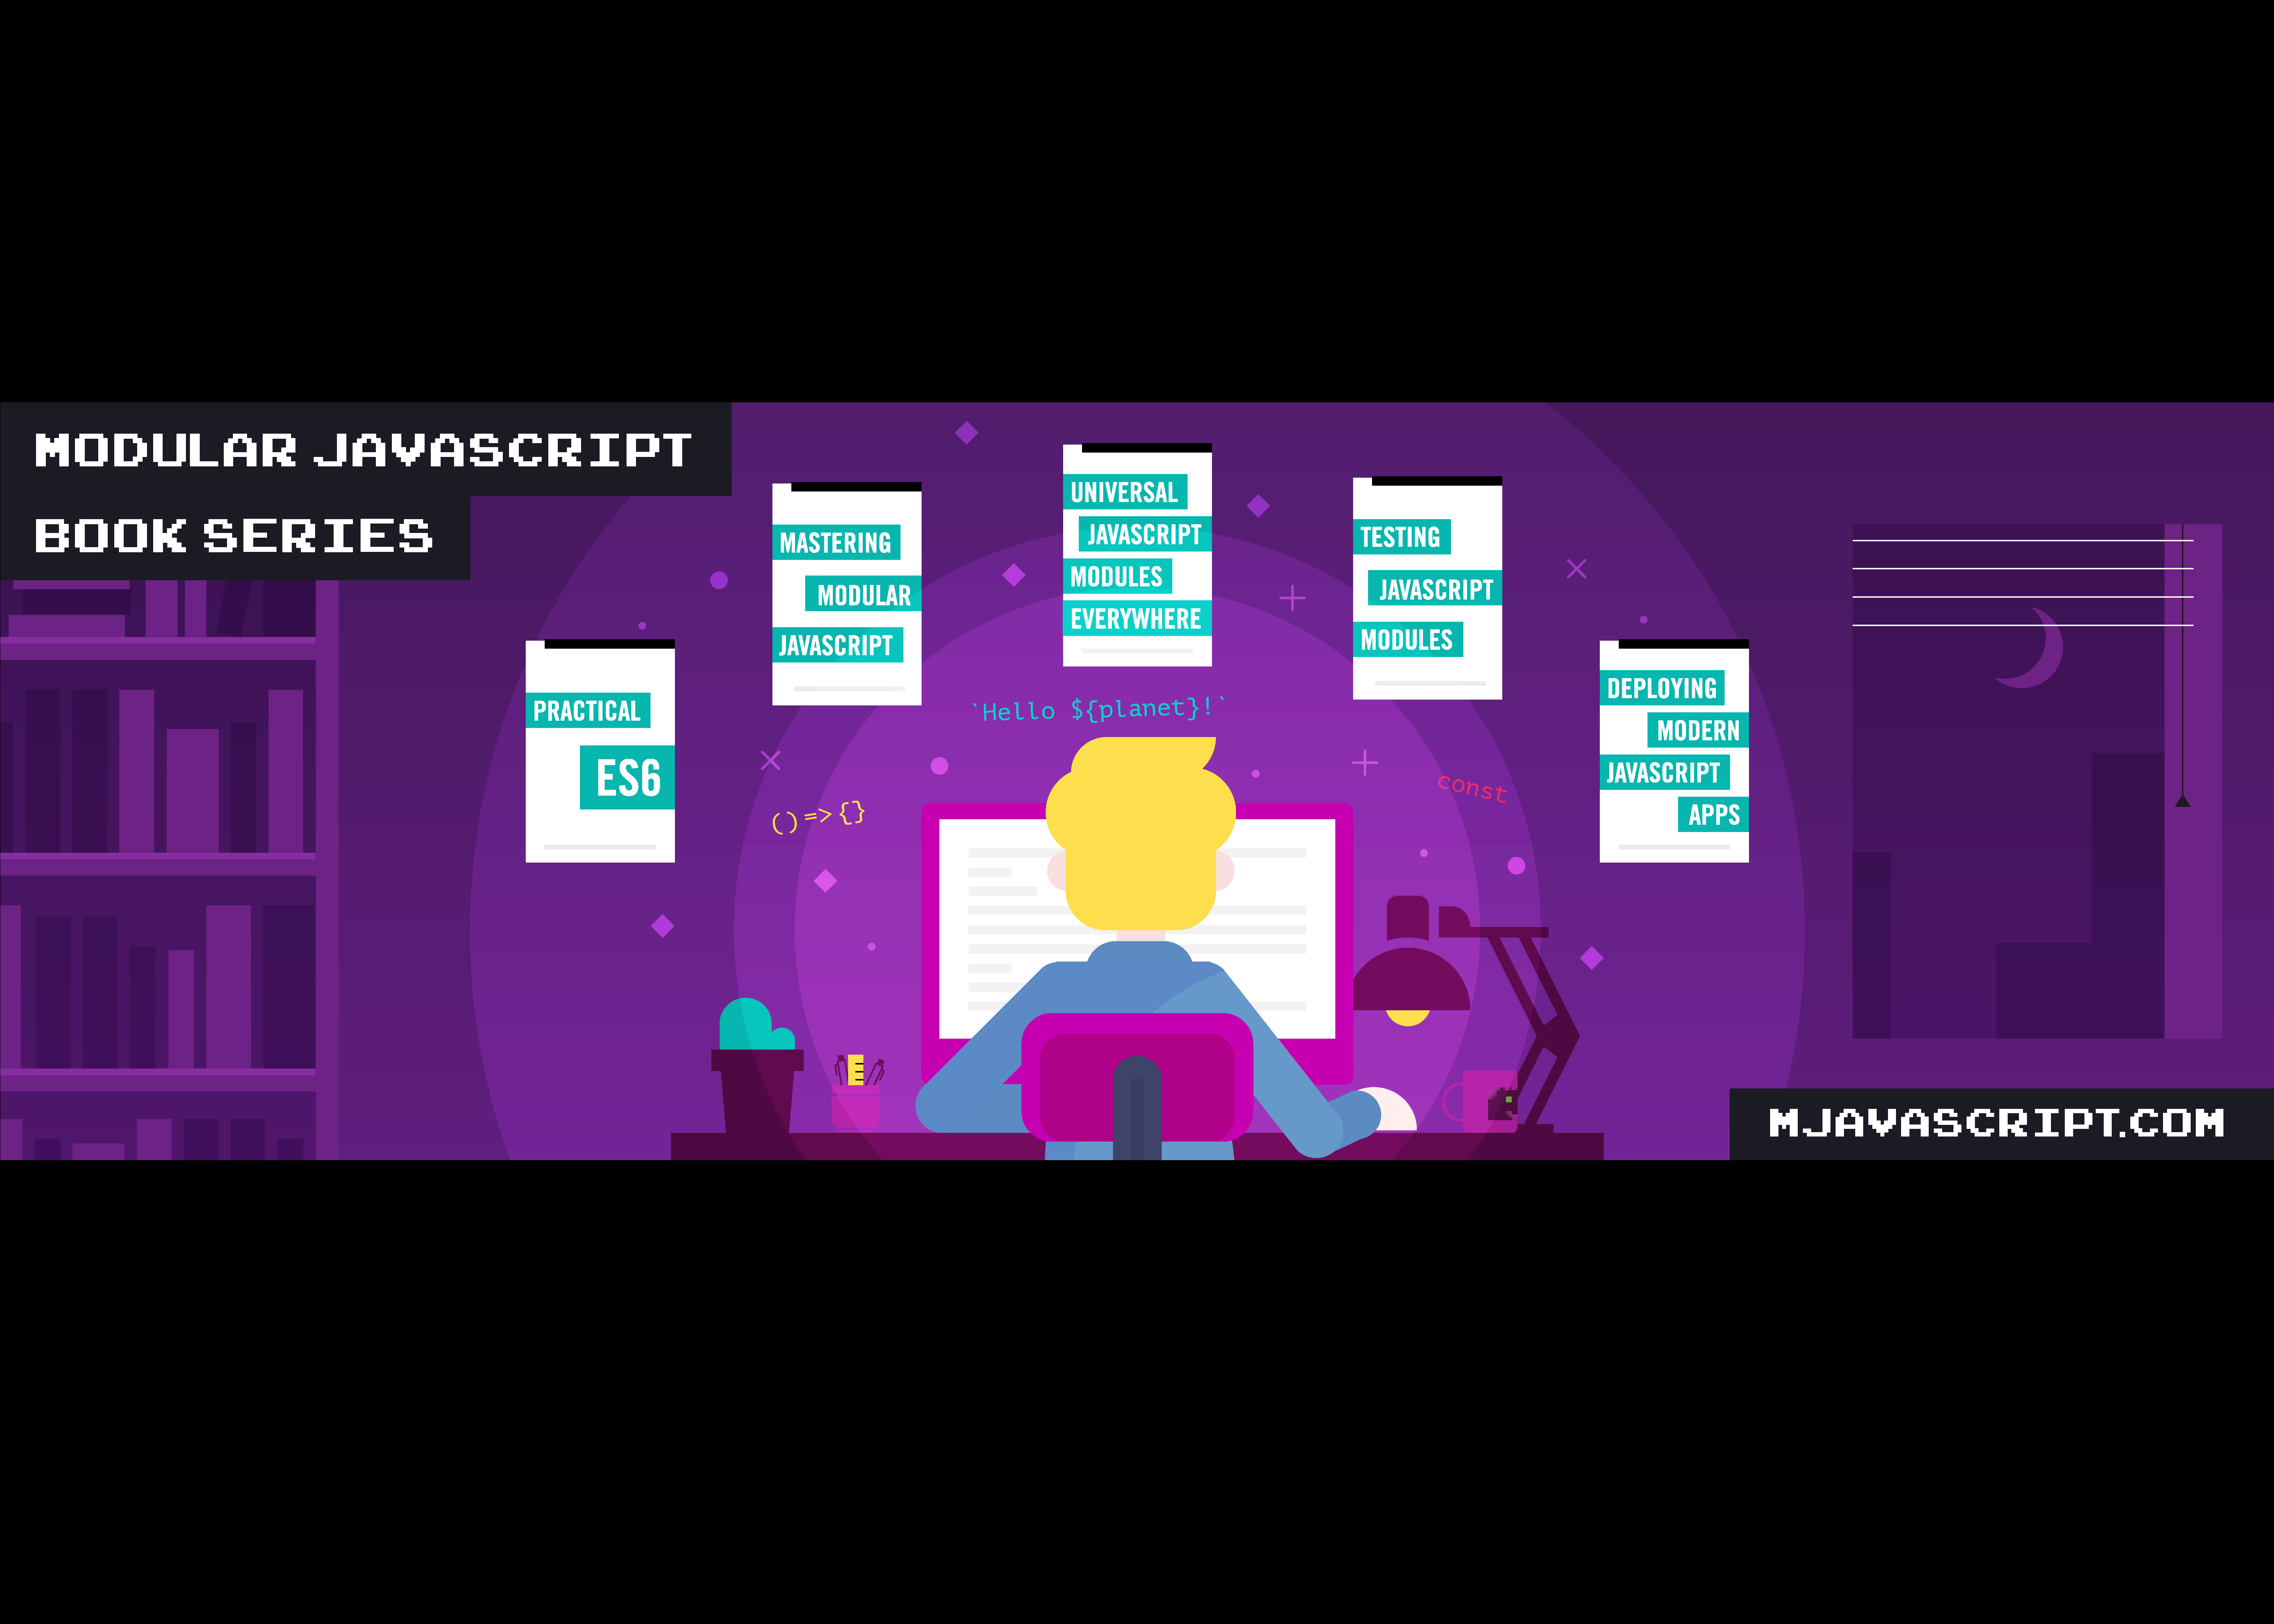 MODULAR JAVASCRIPT
BOOK SERIES
PRACTICAL
ES6
MASTERING
MODULAR
JAVASCRIPT
UNIVERSAL
JAVASCRIPT
MODULES
EVERYWHERE
TESTING
JAVASCRIPT
MODULES
DEPLOYING
MODERN
JAVASCRIPT
APPS
`Hello ${planet}!`
() => {}
const
MJAVASCRIPT.COM